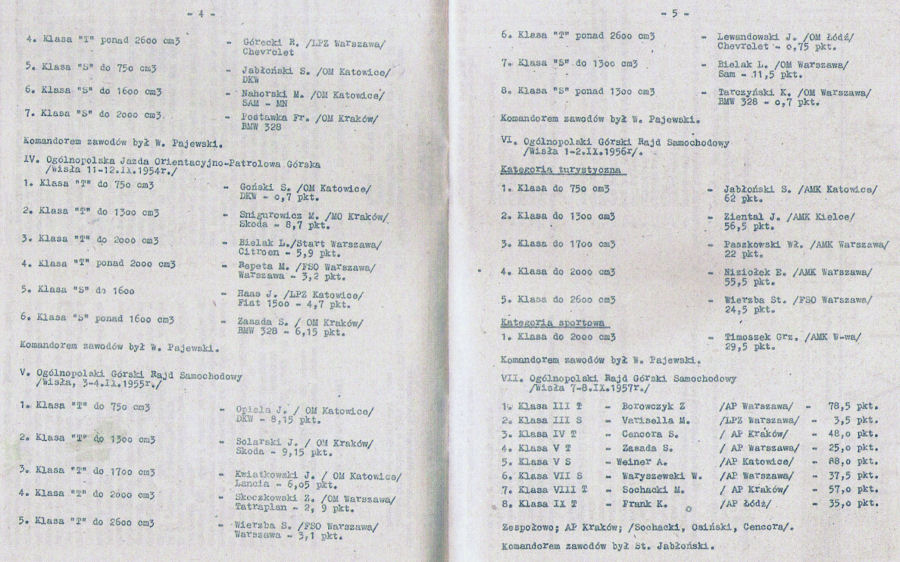 - 4 -
4. Klasa "T" ponad 2600 cm3 - Górecki R. /LPZ Warszawa/
Chevrolet
5. Klasa "S" do 750 cm3 - Jabłoński S. /OM Katowice/
DKW
6. Klasa "S" do 1600 cm3 - Nahorski M. /OM Katowice/
SAM - MN
7. Klasa "S" do 2000 cm3 - Postawka Fr. /OM Kraków/
BMW 328
Komandorem zawodów był W. Pajewski.
IV. Ogólnopolska Jazda Orientacyjno-Patrolowa Górska
/Wisła 11-12.IX.1954r./
1. Klasa "T" do 750 cm3 - Goński S. /OM Katowice/
DKW - 0,7 pkt.
2. Klasa "T" do 1300 cm3 - Snigurowicz M. /MO Kraków/
Skoda - 8,7 pkt.
3. Klasa "T" do 2000 cm3 - Bielak L./Start Warszawa/
Citroen - 5,9 pkt.
4. Klasa "T" ponad 2000 cm3 - Repeta M. /FSO Warszawa/
Warszawa - 3,2 pkt.
5. Klasa "S" do 1600 - Haas J. /LPZ Katowice/
Fiat 1500 - 4,7 pkt.
6. Klasa "S" ponad 1600 cm3 - Zasada S. / OM Kraków/
BMW 328 - 6,15 pkt.
Komandorem zawodów był W. Pajewski.
V. Ogólnopolski Górski Rajd Samochodowy
/Wisła, 3-4.IX.1955r./
1. Klasa "T" do 750 cm3 - Opiela J. / OM Katowice/
DKW - 8,15 pkt.
2. Klasa "T" do 1300 cm3 - Solarski J. / OM Kraków/
Skoda - 9,15 pkt.
3. Klasa "T" do 1700 cm3 - Kwiatkowski J. / OM Katowice/
Lancia - 6,05 pkt.
4. Klasa "T" do 2000 cm3 - Skoczkowski Z. /OM Warszawa/
Tatraplan - 2, 9 pkt.
5. Klasa "T" do 2600 cm3 - Wierzba S. /FSO Warszawa/
Warszawa - 3,1 pkt.
- 5 -
6. Klasa "T" ponad 2600 cm3 - Lewandowski J. /OM Łódź/
Chevrolet - 0,75 pkt.
7. Klasa "S" do 1300 cm3 - Bielak L. /OM Warszawa/
Sam - 11,5 pkt.
8. Klasa "S" ponad 1300 cm3 - Tarczyński K. /OM Warszawa/
BMW 328 - 0,7 pkt.
Komandorem zawodów był W. Pajewski.
VI. Ogólnopolski Górski Rajd Samochodowy
/Wisła 1-2.IX.1956r/.
Kategoria turystyczna
1. Klasa do 750 cm3 - Jabłoński S. /AMK Katowice/
62 pkt.
2. Klasa do 1300 cm3 - Ziental J. /AMK Kielce/
56,5 pkt.
3. Klasa do 1700 cm3 - Paszkowski Wł. /AMK Warszawa/
22 pkt.
4. Klasa do 2000 cm3 - Niziołek E. /AMK Warszawa/
55,5 pkt.
5. Klasa do 2600 cm3 - Wierzba St. /FSO Warszawa/
24,5 pkt.
Kategoria sportowa
1. Klasa do 2000 cm3 - Timoszek Grz. /AMK W-wa/
29,5 pkt.
Komandorem zawodów był W. Pajewski.
VII. Ogólnopolski Rajd Górski Samochodowy
/Wisła 7-8.IX.1957r/.
1. Klasa III T - Borowczyk Z /AP Warszawa/ - 78,5 pkt.
2. Klasa III S - Varisella M. /LPZ Warszawa/ - 3,5 pkt.
3. Klasa IV T - Cencora S. / AP Kraków/ - 48,0 pkt.
4. Klasa V T - Zasada S. / AP Warszawa/ - 25,0 pkt.
5. Klasa V S - Weiner A. /AP Katowice/ - 88,0 pkt.
6. Klasa VII S - Waryszewski W. /AP Warszawa/ - 37,5 pkt.
7. Klasa VIII T - Sochacki M. / AP Kraków/ - 57,0 pkt.
8. Klasa IX T - Frank K. /AP Łódź/ - 35,0 pkt.
Zespołowo; AP Kraków; /Sochacki, Osiński, Cencora/.
Komandorem zawodów był St. Jabłoński.